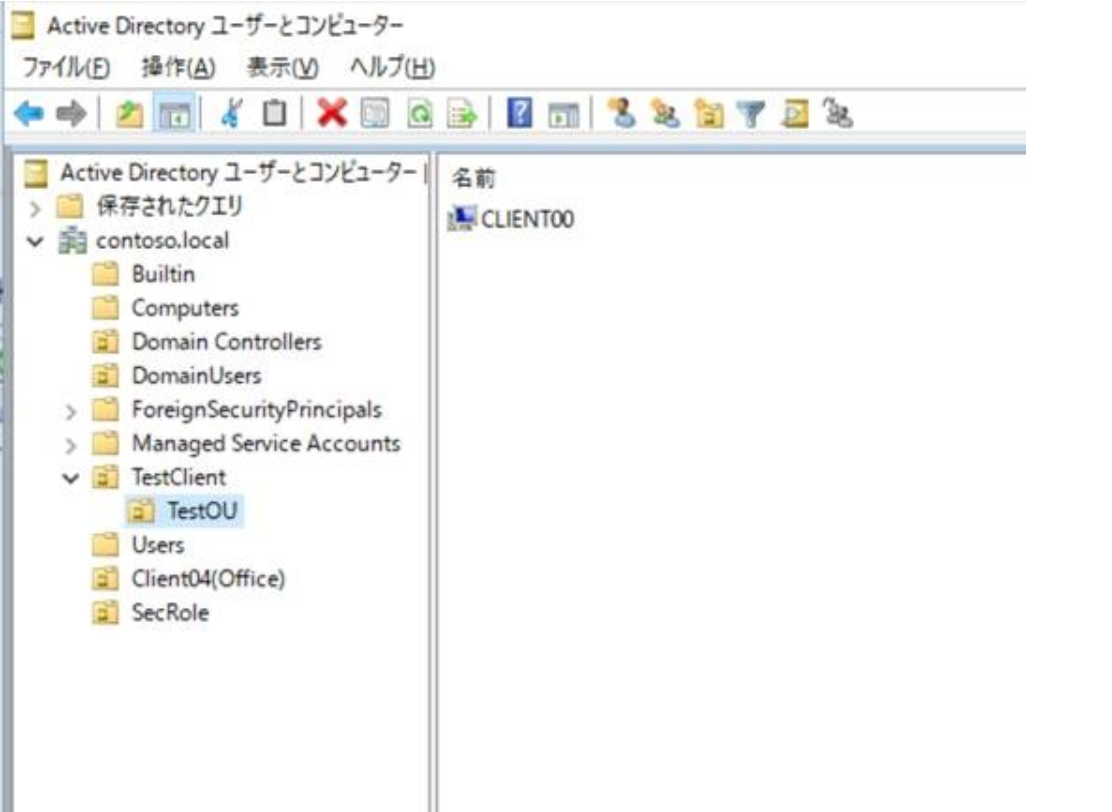 Active Directory ユーザーとコンピューター
ファイル(F) 操作(A) 表示(V) ヘルプ(H)
Active Directory ユーザーとコンピューター
保存されたクエリ
contoso.local
Builtin
Computers
Domain Controllers
DomainUsers
ForeignSecurityPrincipals
Managed Service Accounts
TestClient
TestOU
Users
Client04(Office)
SecRole
名前
CLIENT00